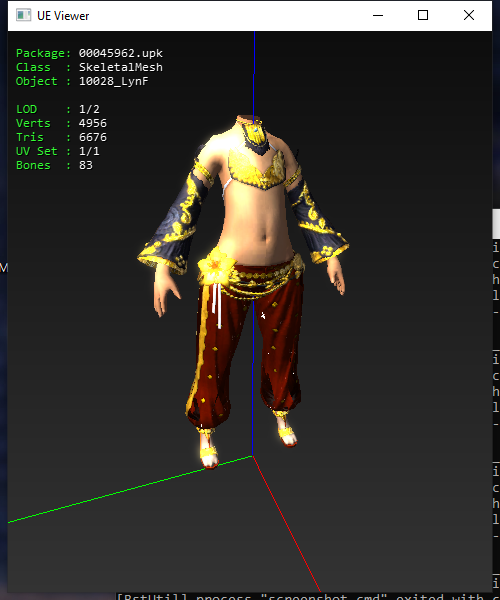 UE Viewer
Package: 00045962.upk
Class : SkeletalMesh
Object : 10028_LynF
LOD : 1/2
Verts : 4956
Tris : 6676
UV Set : 1/1
Bones : 83
M
i
c
h
l
-
i
c
h
l
-
i
c
h
l
-
i
[BstUtil] process "screenshot.cmd" exited with c